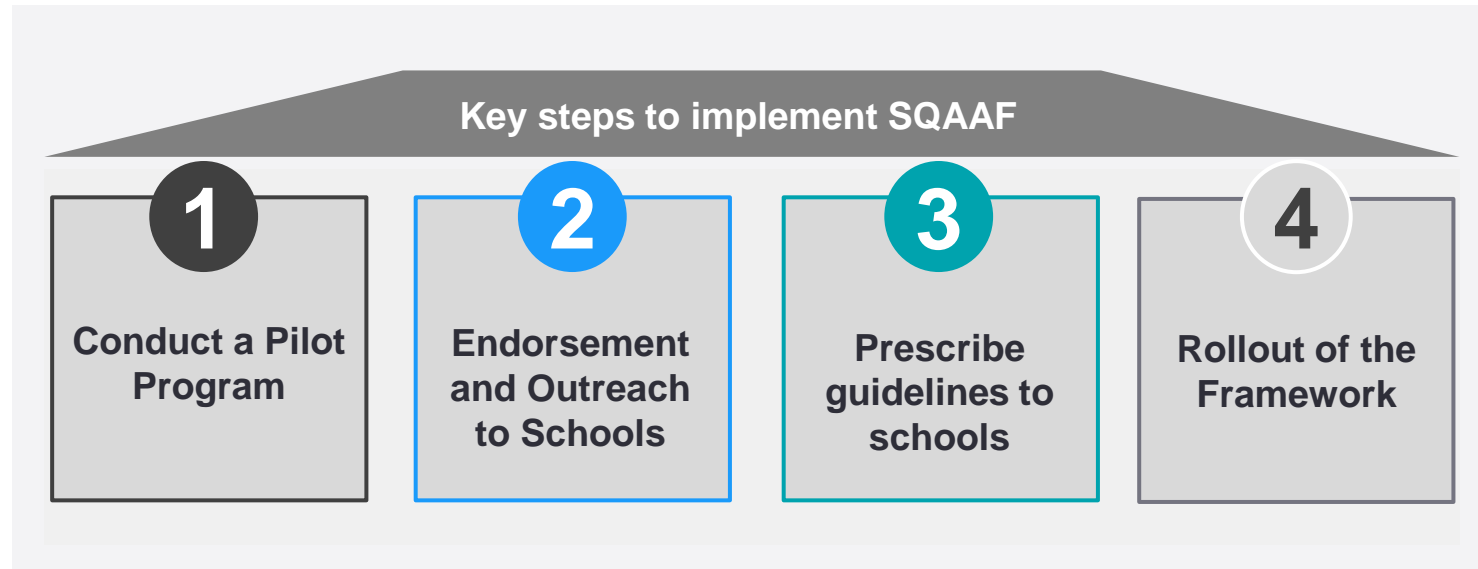 Key steps to implement SQAAF
1
Conduct a Pilot
Program
2
Endorsement
and Outreach
to Schools
3
Prescribe
guidelines to
schools
4
Rollout of the
Framework